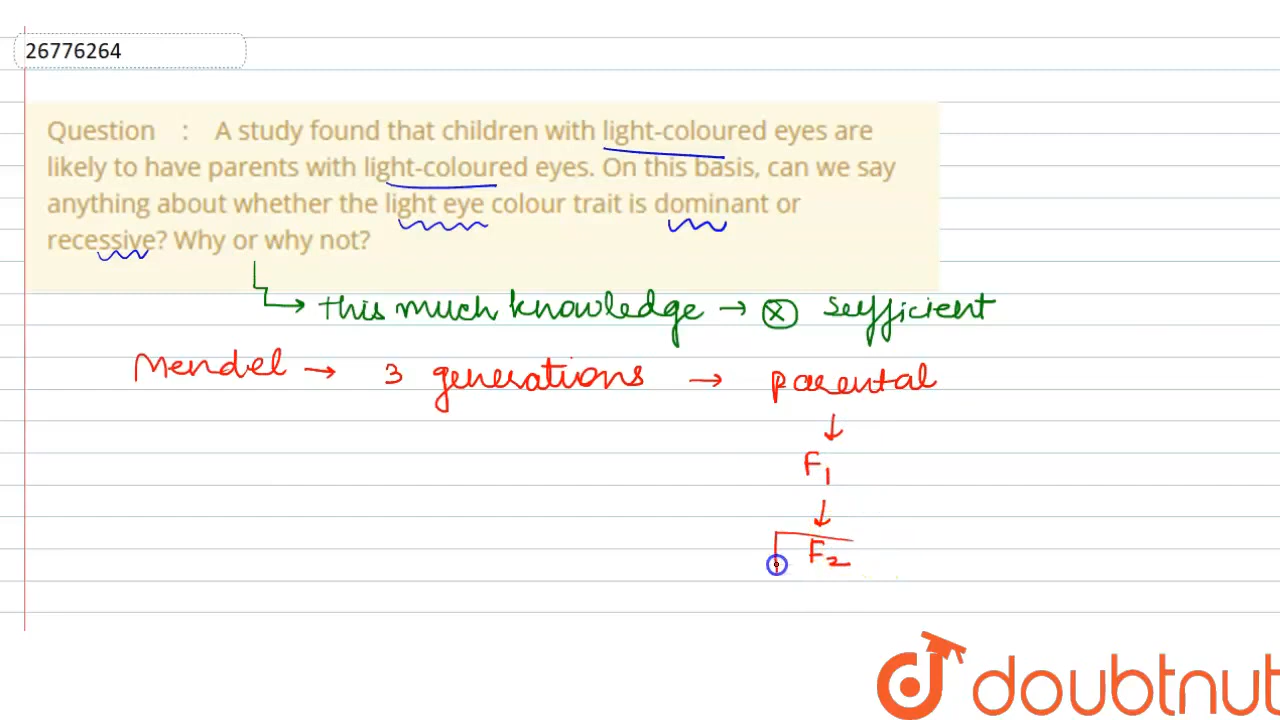 26776264
Question : A study found that children with light-coloured eyes are
likely to have parents with light-coloured eyes. On this basis, can we say
anything about whether the light eye colour trait is dominant or
recessive? Why or why not?
This much knowledge → ⓧ sufficient
Mendel → 3 generations → Parental
↓
F1
↓
F2
doubtnut